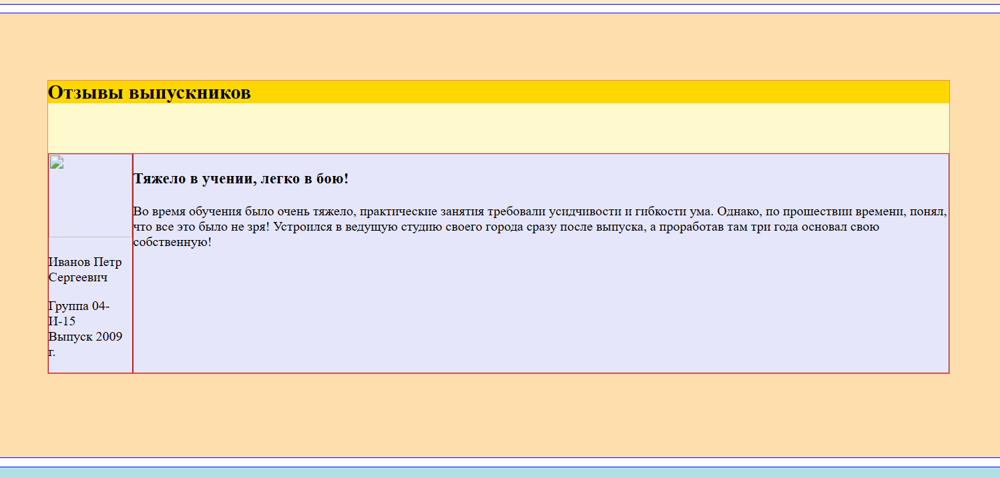 Отзывы выпускников
Тяжело в учении, легко в бою!
Во время обучения было очень тяжело, практические занятия требовали усидчивости и гибкости ума. Однако, по прошествии времени, понял,
что все это было не зря! Устроился в ведущую студию своего города сразу после выпуска, а проработав там три года основал свою
собственную!
Иванов Петр
Сергеевич
Группа 04-
И-15
Выпуск 2009
г.